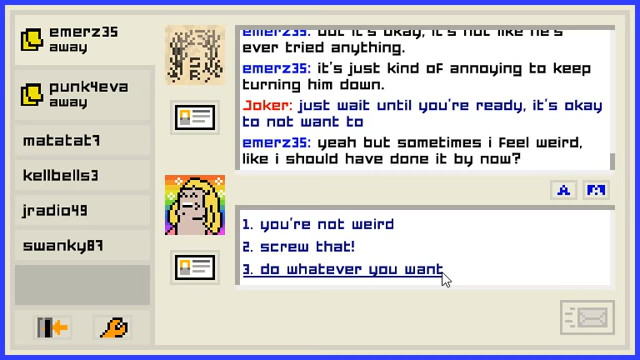 emerz35
away
punk4eva
away
matatat7
kellbells3
jradio49
swanky87
emerz35: but it's okay, it's not like he's
ever tried anything.
emerz35: it's just kind of annoying to keep
turning him down.
Joker: just wait until you're ready, it's okay
to not want to
emerz35: yeah but sometimes i feel weird,
like i should have done it by now?
A
1. you're not weird
2. screw that!
3. do whatever you want